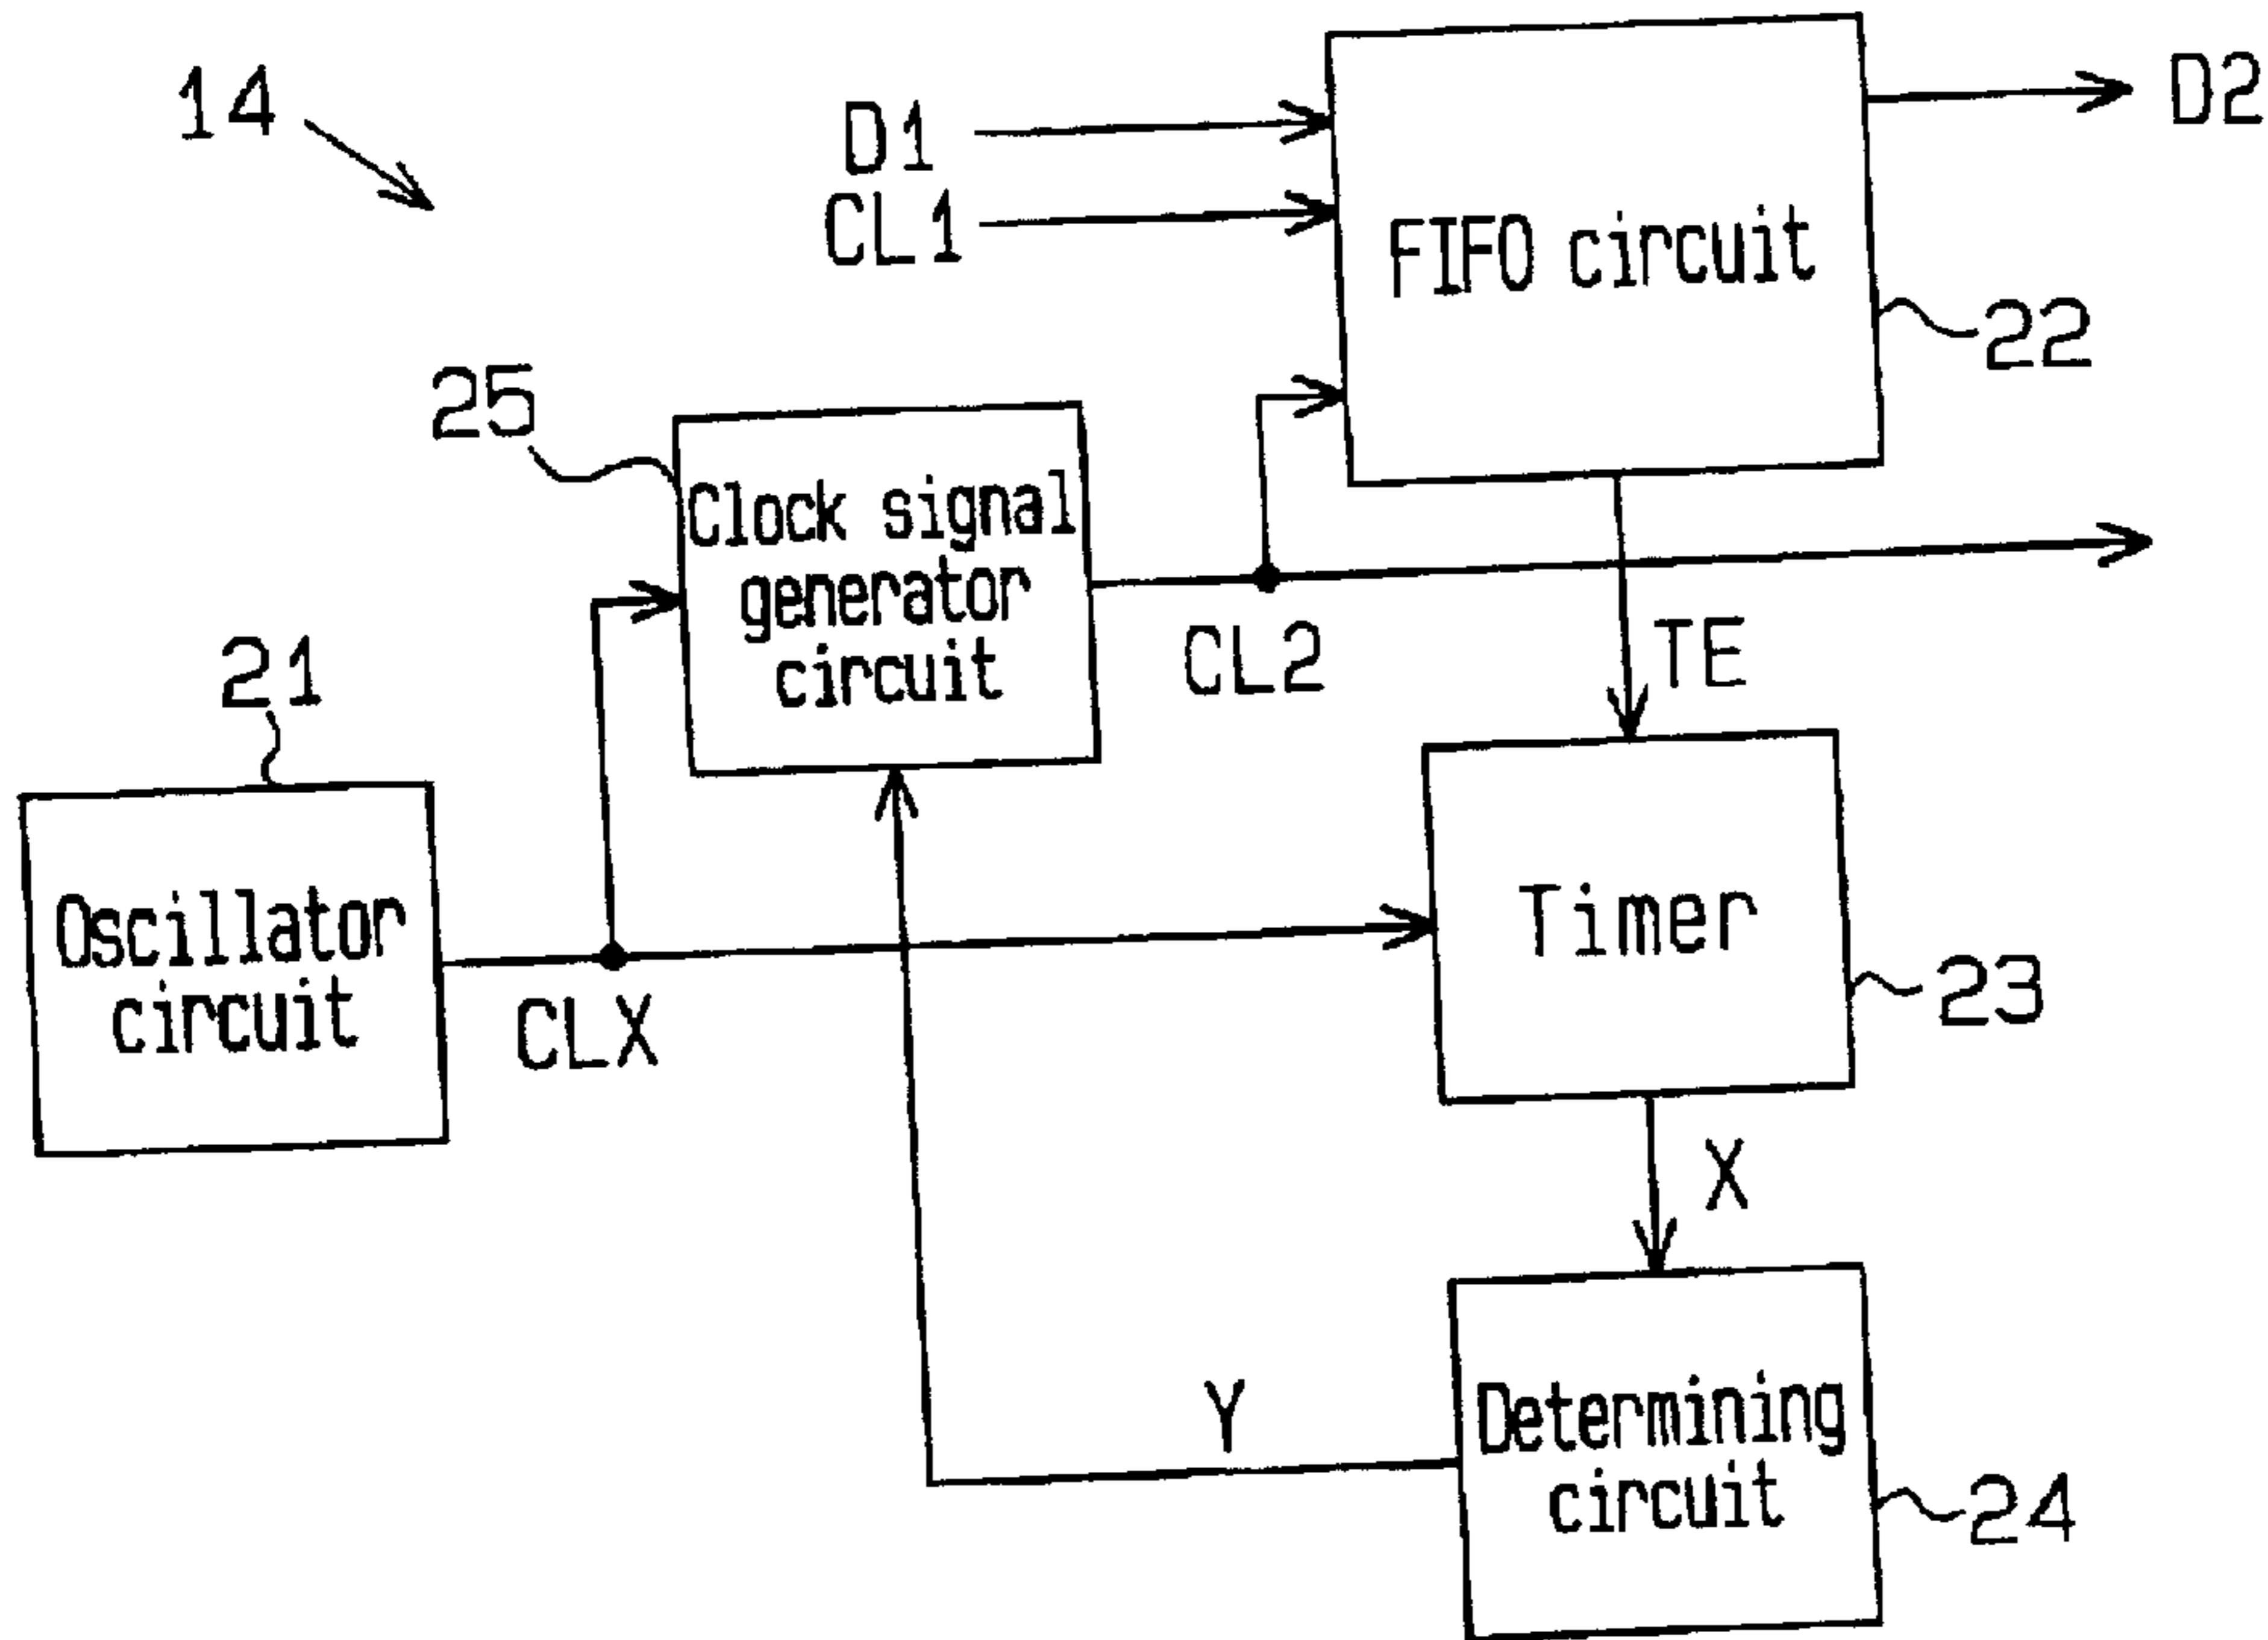 14
D1
D2
CL1
FIFO circuit
22
25
Clock signal
generator
circuit
CL2
TE
21
Oscillator
circuit
CLX
Timer
23
X
Y
Determining
circuit
24